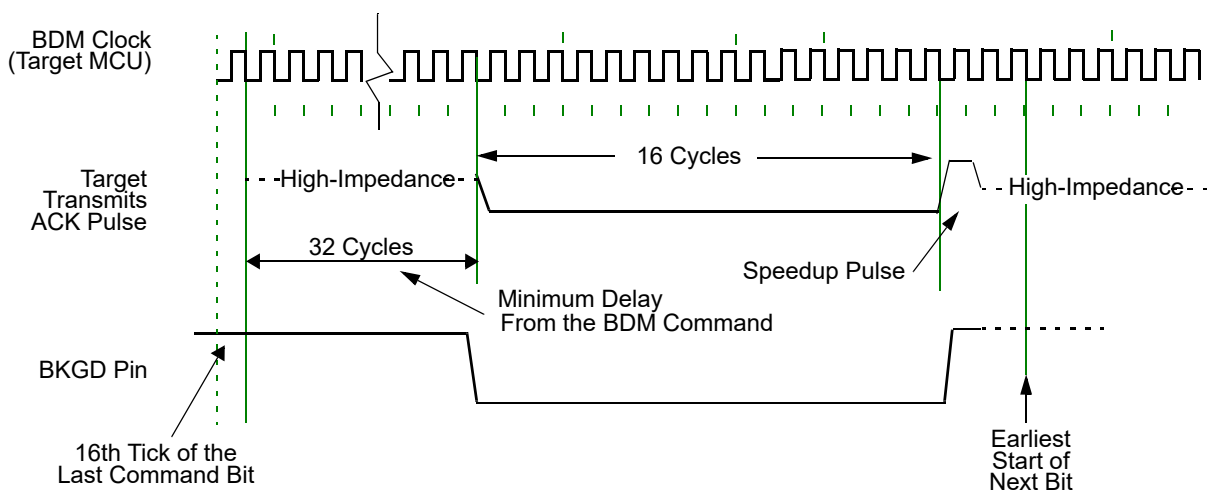 BDM Clock
(Target MCU)
16 Cycles
Target
Transmits
ACK Pulse
High-Impedance
High-Impedance
32 Cycles
Speedup Pulse
Minimum Delay
From the BDM Command
BKGD Pin
16th Tick of the
Last Command Bit
Earliest
Start of
Next Bit